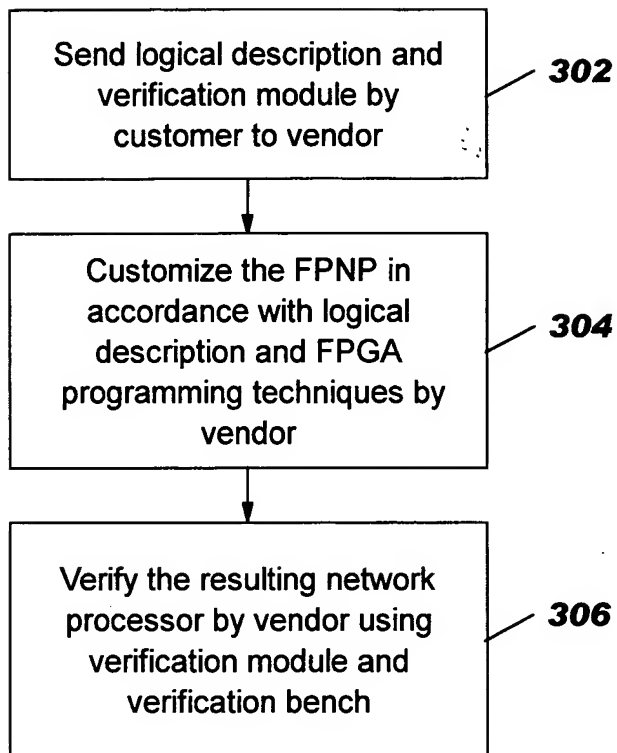 Send logical description and
verification module by
customer to vendor
302
Customize the FPNP in
accordance with logical
description and FPGA
programming techniques by
vendor
304
Verify the resulting network
processor by vendor using
verification module and
verification bench
306